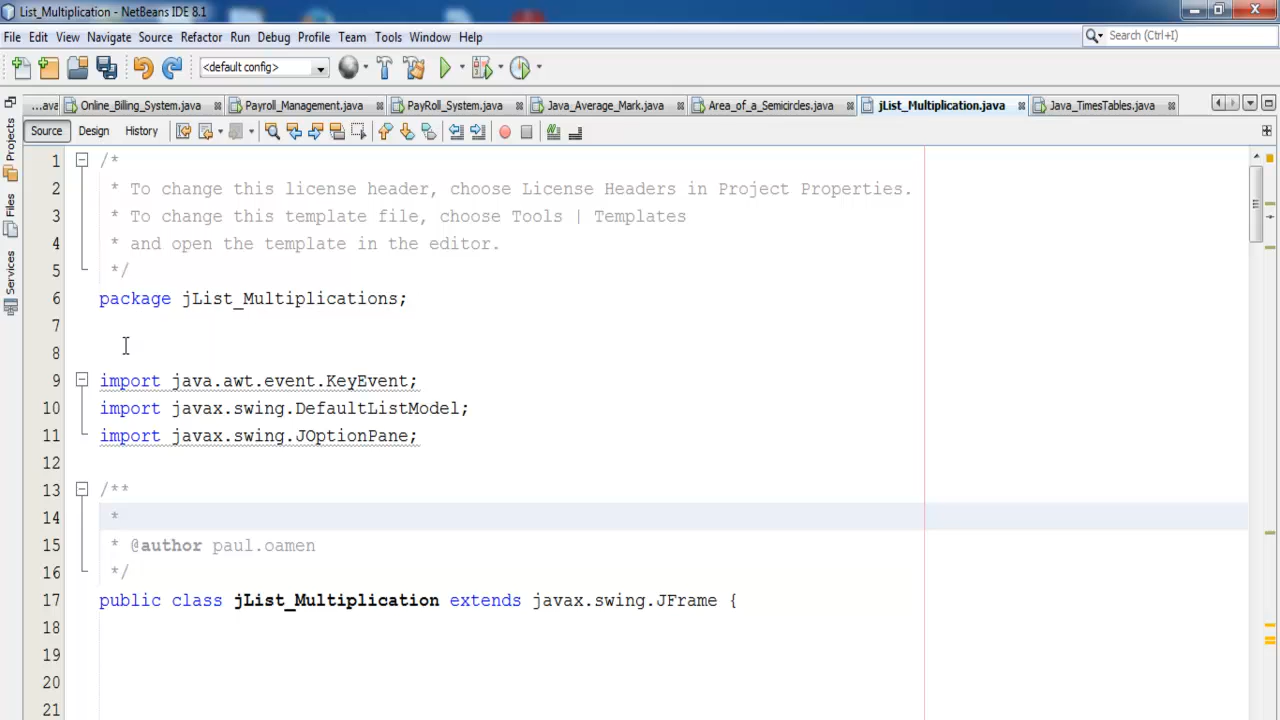 List_Multiplication - NetBeans IDE 8.1
File Edit View Navigate Source Refactor Run Debug Profile Team Tools Window Help
Search (Ctrl+I)
<default config>
...ava Online_Billing_System.java Payroll_Management.java PayRoll_System.java Java_Average_Mark.java Area_of_a_Semicirdes.java jList_Multiplication.java Java_TimesTables.java
Source Design History
Projects
Files
Services
1 /*
2 * To change this license header, choose License Headers in Project Properties.
3 * To change this template file, choose Tools | Templates
4 * and open the template in the editor.
5 */
6 package jList_Multiplications;
7
8
9 import java.awt.event.KeyEvent;
10 import javax.swing.DefaultListModel;
11 import javax.swing.JOptionPane;
12
13 /**
14 *
15 * @author paul.oamen
16 */
17 public class jList_Multiplication extends javax.swing.JFrame {
18
19
20
21